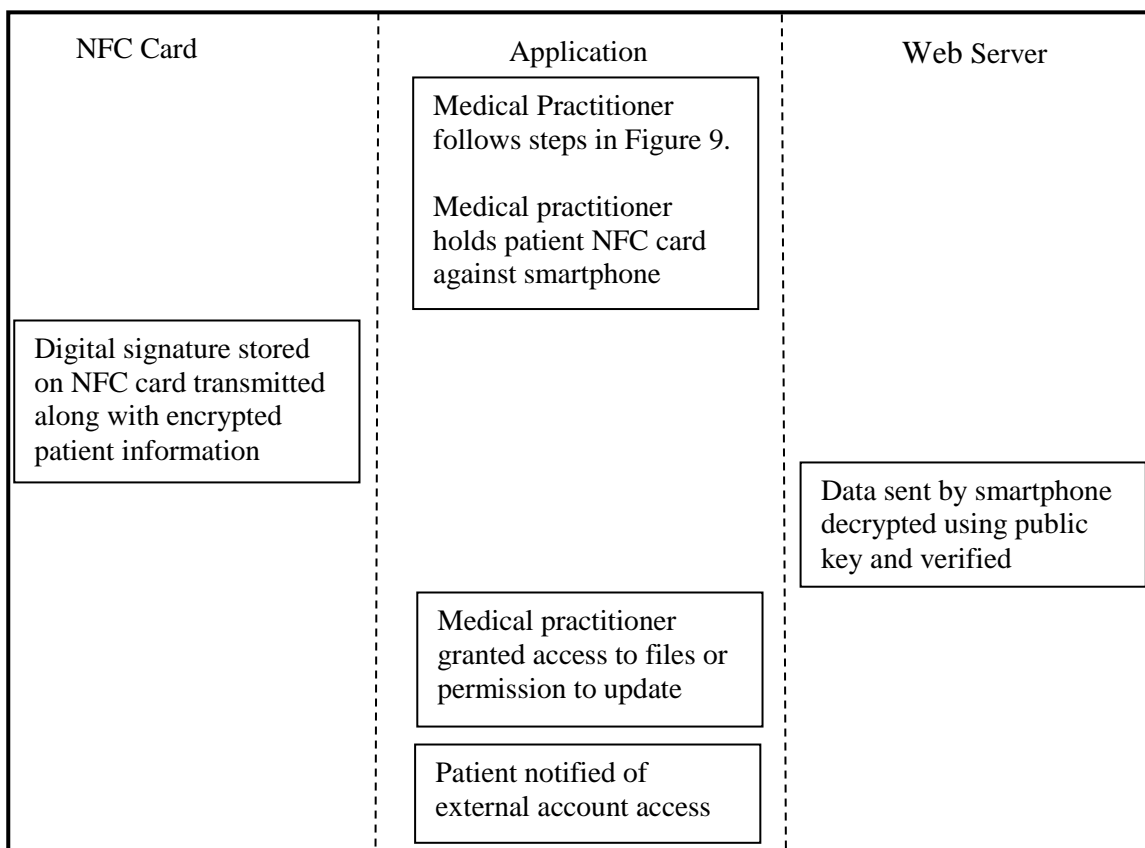 NFC Card
Application
Web Server
Medical Practitioner
follows steps in Figure 9.
Medical practitioner
holds patient NFC card
against smartphone
Digital signature stored
on NFC card transmitted
along with encrypted
patient information
Data sent by smartphone
decrypted using public
key and verified
Medical practitioner
granted access to files or
permission to update
Patient notified of
external account access